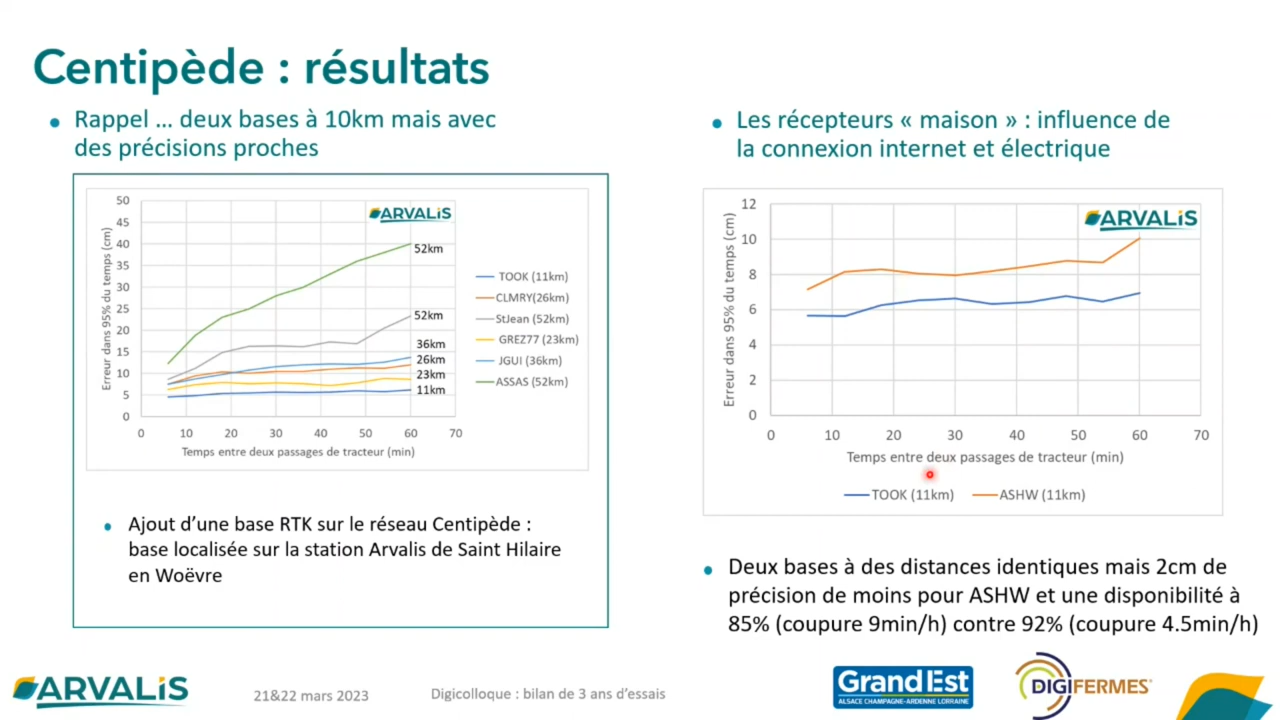 Centipède : résultats
Rappel ... deux bases à 10km mais avec
des précisions proches
ARVALIS
50
45
40
35
30
25
20
15
10
5
0
Erreur dans 95% du temps (cm)
52km
52km
36km
26km
23km
11km
0 10 20 30 40 50 60 70
Temps entre deux passages de tracteur (min)
TOOK (11km)
CLMRY(26km)
StJean (52km)
GREZ77 (23km)
JGUI (36km)
ASSAS (52km)
Ajout d'une base RTK sur le réseau Centipède :
base localisée sur la station Arvalis de Saint Hilaire
en Woëvre
Les récepteurs « maison » : influence de
la connexion internet et électrique
ARVALIS
12
10
8
6
4
2
0
Erreur dans 95% du temps (cm)
0 10 20 30 40 50 60 70
Temps entre deux passages de tracteur (min)
TOOK (11km) ASHW (11km)
Deux bases à des distances identiques mais 2cm de
précision de moins pour ASHW et une disponibilité à
85% (coupure 9min/h) contre 92% (coupure 4.5min/h)
ARVALIS
21&22 mars 2023
Digicolloque : bilan de 3 ans d'essais
GrandEst
ALSACE CHAMPAGNE-ARDENNE LORRAINE
DIGIFERMES®